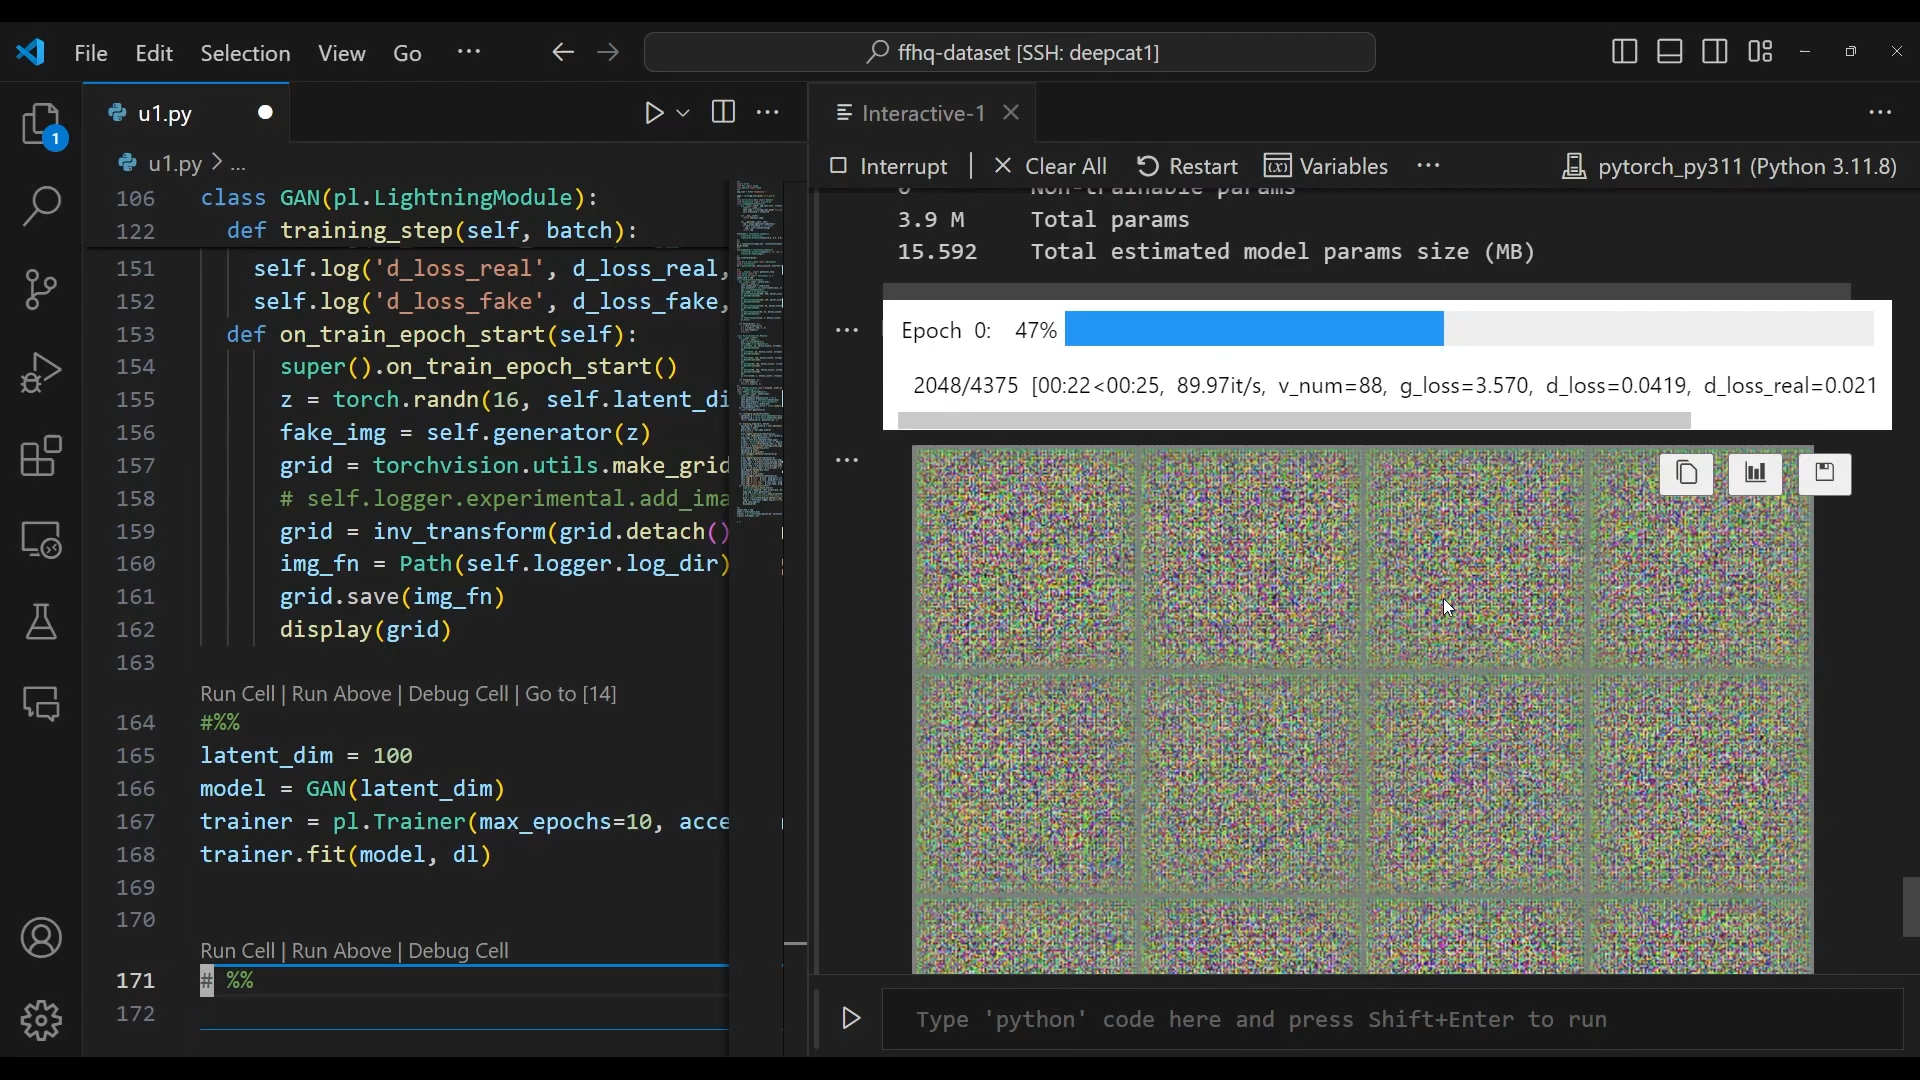 File Edit Selection View Go ···
ffhq-dataset [SSH: deepcat1]
u1.py
Interactive-1
u1.py > ...
Interrupt | Clear All Restart Variables ··· pytorch_py311 (Python 3.11.8)
1
106 class GAN(pl.LightningModule):
122 def training_step(self, batch):
151 self.log('d_loss_real', d_loss_real,
152 self.log('d_loss_fake', d_loss_fake,
153 def on_train_epoch_start(self):
154 super().on_train_epoch_start()
155 z = torch.randn(16, self.latent_di
156 fake_img = self.generator(z)
157 grid = torchvision.utils.make_grid
158 # self.logger.experimental.add_ima
159 grid = inv_transform(grid.detach()
160 img_fn = Path(self.logger.log_dir)
161 grid.save(img_fn)
162 display(grid)
163
Run Cell | Run Above | Debug Cell | Go to [14]
164 #%%
165 latent_dim = 100
166 model = GAN(latent_dim)
167 trainer = pl.Trainer(max_epochs=10, acce
168 trainer.fit(model, dl)
169
170
Run Cell | Run Above | Debug Cell
171 # %%
172
0 Non-trainable params
3.9 M Total params
15.592 Total estimated model params size (MB)
Epoch 0: 47%
2048/4375 [00:22<00:25, 89.97it/s, v_num=88, g_loss=3.570, d_loss=0.0419, d_loss_real=0.021
Type 'python' code here and press Shift+Enter to run